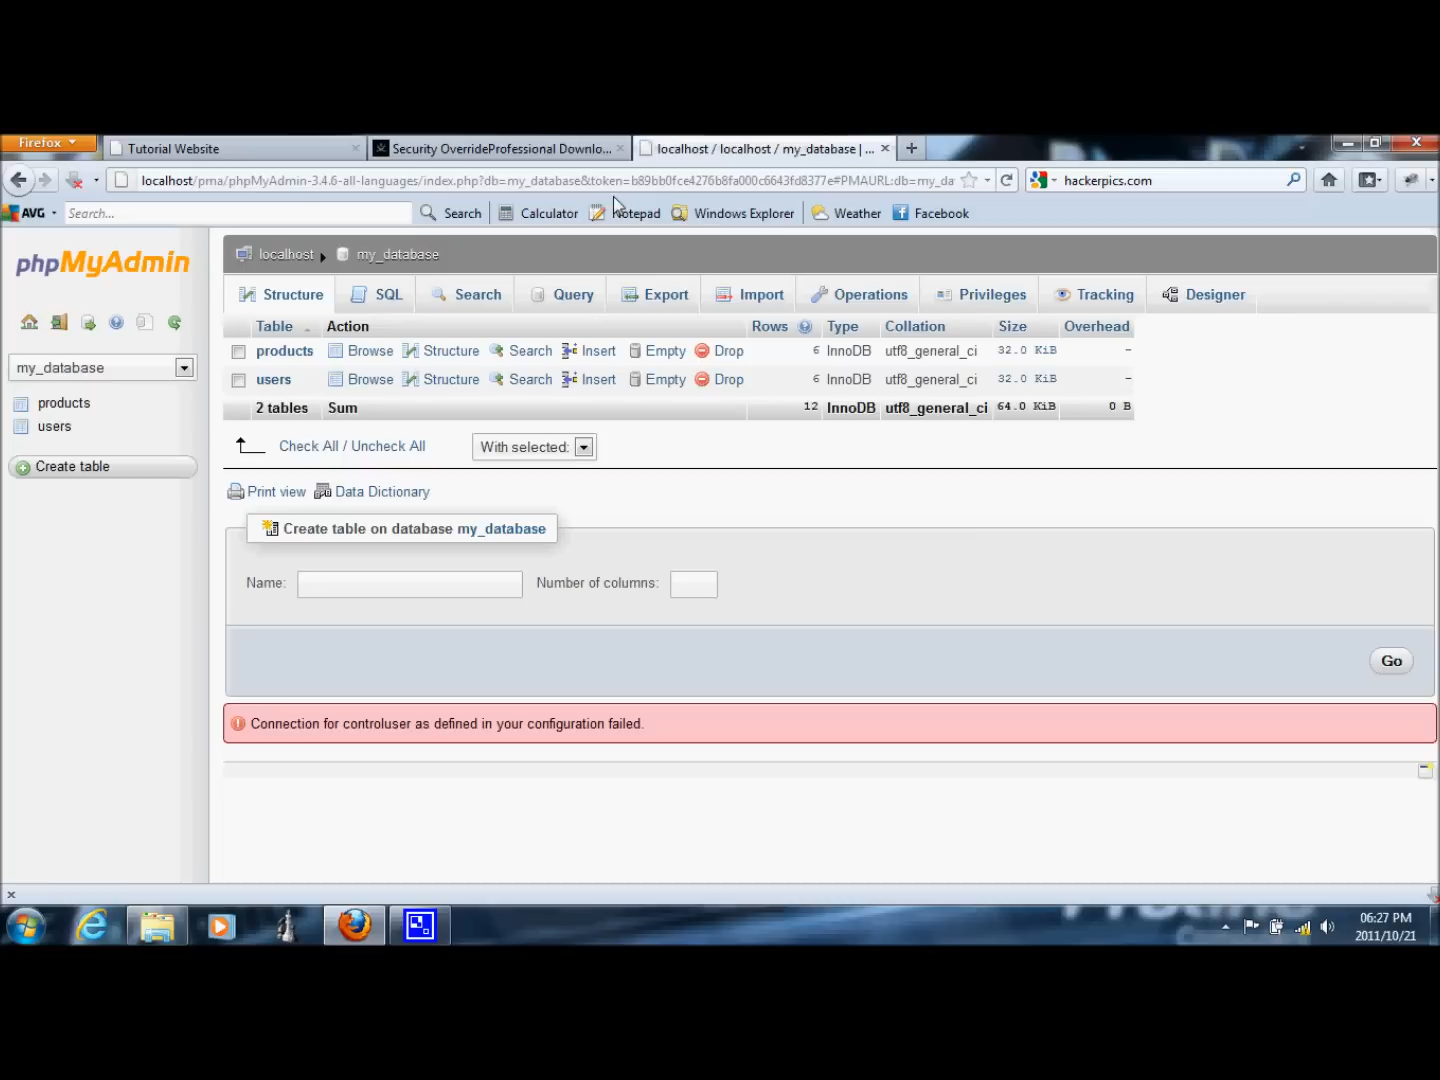 Firefox
Tutorial Website
Security OverrideProfessional Downlo...
localhost / localhost / my_database | ...
localhost/pma/phpMyAdmin-3.4.6-all-languages/index.php?db=my_database&token=b89bb0fce4276b8fa000c6643fd8377e#PMAURL:db=my_da
hackerpics.com
AVG
Search...
Search
Calculator
Notepad
Windows Explorer
Weather
Facebook
phpMyAdmin
my_database
products
users
Create table
localhost
my_database
Structure
SQL
Search
Query
Export
Import
Operations
Privileges
Tracking
Designer
Table Action Rows Type Collation Size Overhead
products Browse Structure Search Insert Empty Drop 6 InnoDB utf8_general_ci 32.0 KiB -
users Browse Structure Search Insert Empty Drop 6 InnoDB utf8_general_ci 32.0 KiB -
2 tables Sum 12 InnoDB utf8_general_ci 64.0 KiB 0 B
Check All / Uncheck All
With selected:
Print view
Data Dictionary
Create table on database my_database
Name:
Number of columns:
Go
Connection for controluser as defined in your configuration failed.
06:27 PM
2011/10/21